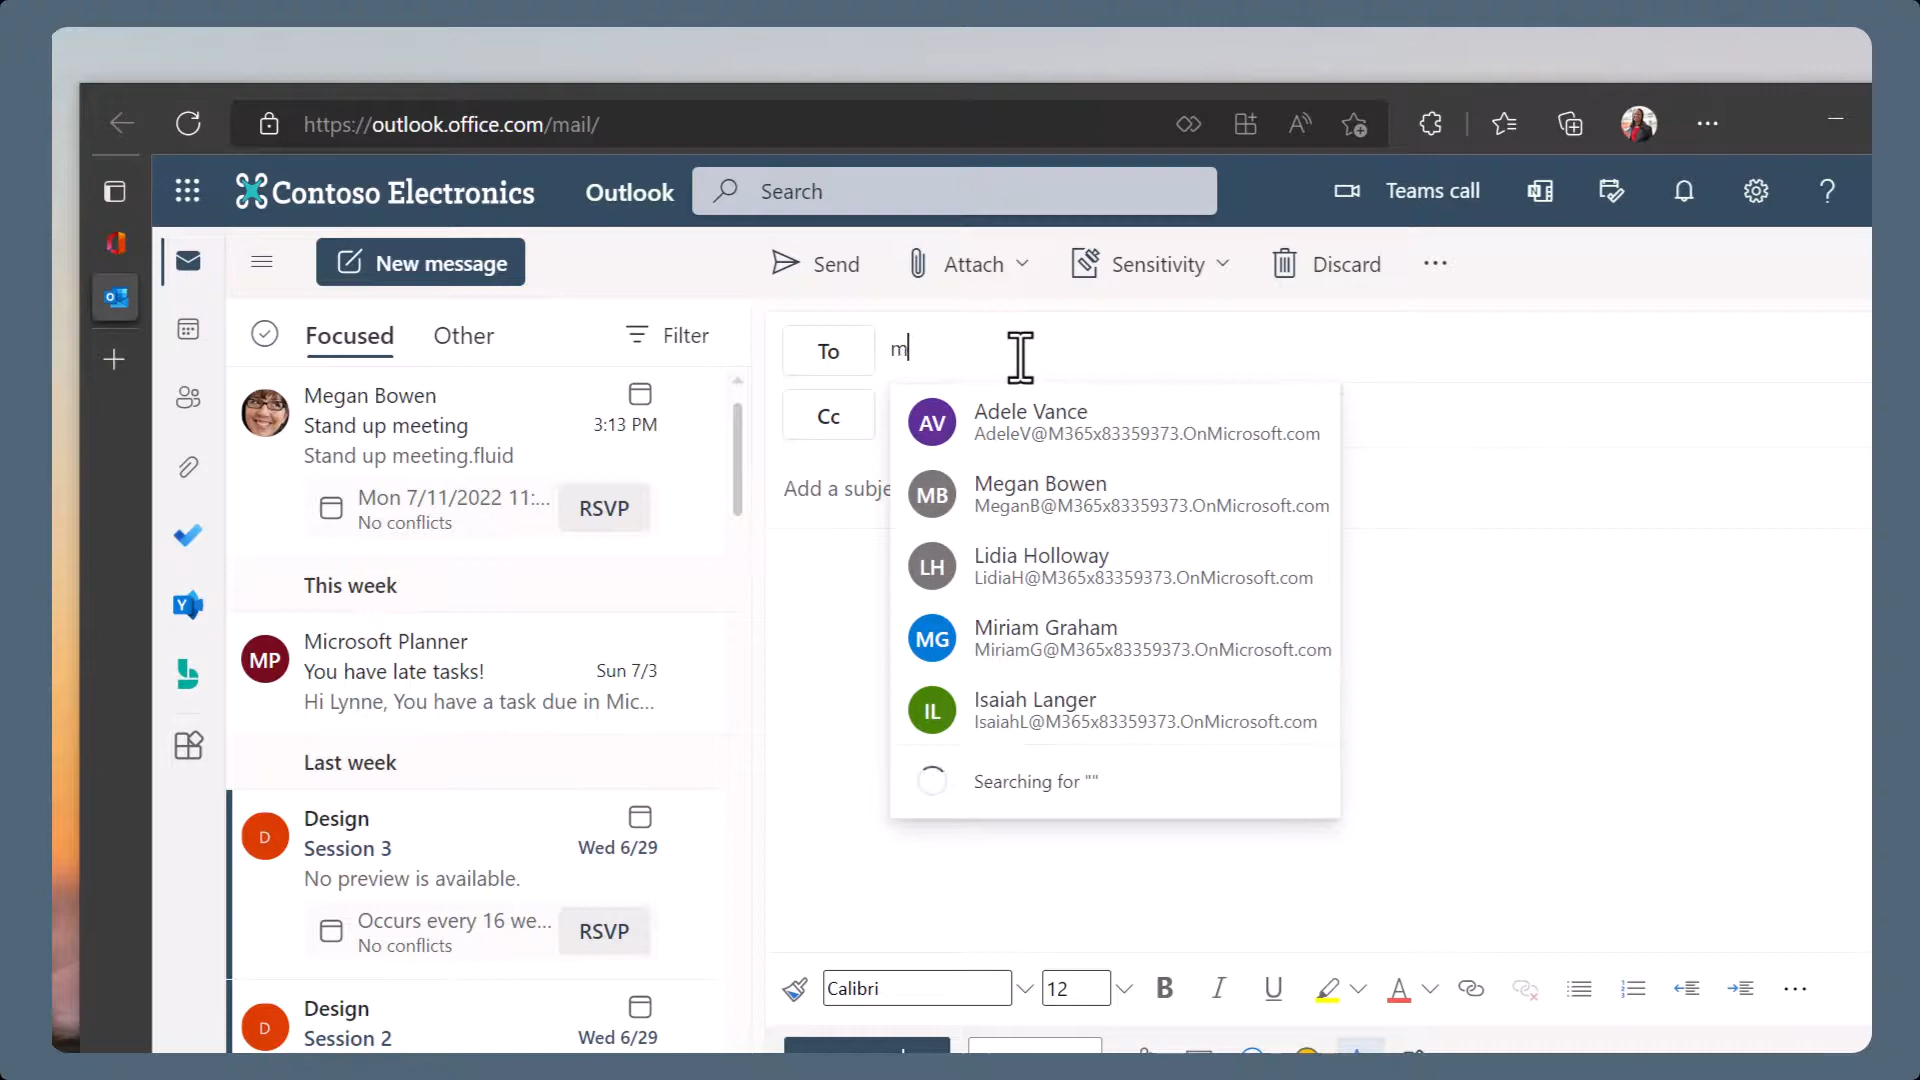 https://outlook.office.com/mail/
Contoso Electronics
Outlook
Search
Teams call
New message
Send
Attach
Sensitivity
Discard
Focused
Other
Filter
Megan Bowen
Stand up meeting
3:13 PM
Stand up meeting.fluid
Mon 7/11/2022 11:...
No conflicts
RSVP
This week
MP
Microsoft Planner
You have late tasks!
Sun 7/3
Hi Lynne, You have a task due in Mic...
Last week
D
Design
Session 3
Wed 6/29
No preview is available.
Occurs every 16 we...
No conflicts
RSVP
D
Design
Session 2
Wed 6/29
To
m
Cc
Add a subje
AV
Adele Vance
AdeleV@M365x83359373.OnMicrosoft.com
MB
Megan Bowen
MeganB@M365x83359373.OnMicrosoft.com
LH
Lidia Holloway
LidiaH@M365x83359373.OnMicrosoft.com
MG
Miriam Graham
MiriamG@M365x83359373.OnMicrosoft.com
IL
Isaiah Langer
IsaiahL@M365x83359373.OnMicrosoft.com
Searching for ""
Calibri
12
B
I
U
A